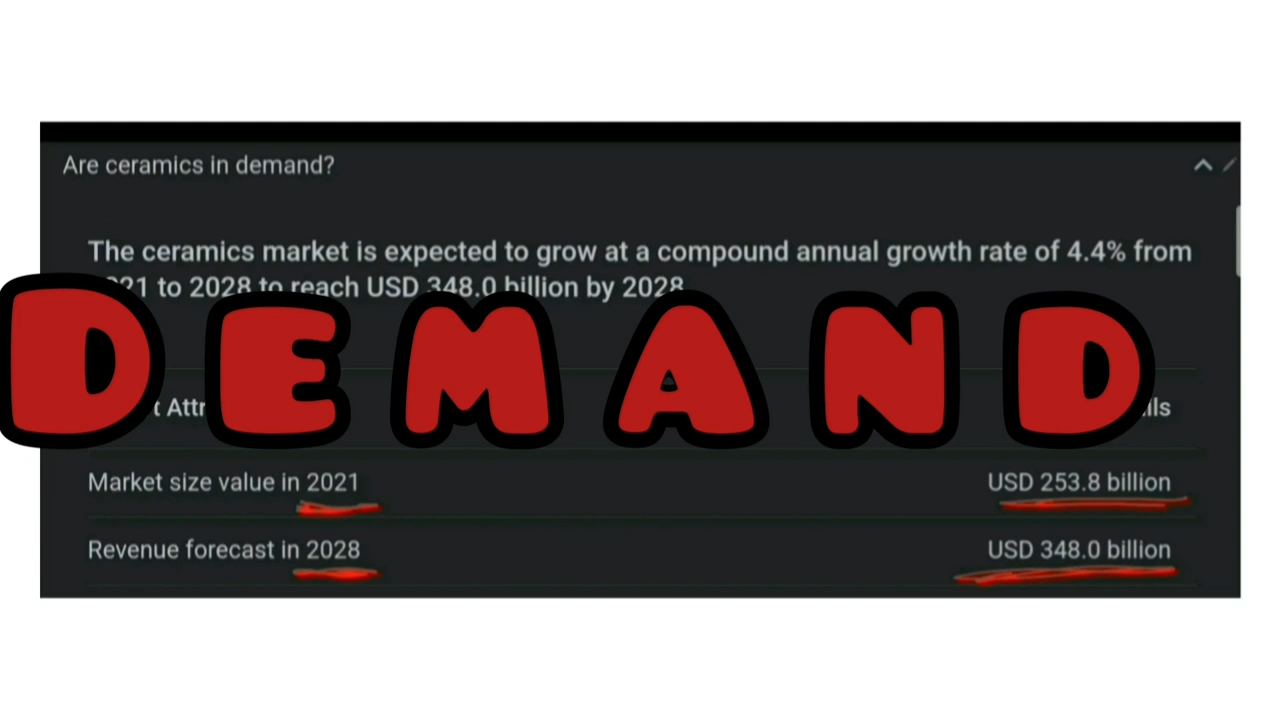 Are ceramics in demand?
The ceramics market is expected to grow at a compound annual growth rate of 4.4% from
to 2028 to reach USD 348.0 billion by 2028
DEMAND
Market size value in 2021
USD 253.8 billion
Revenue forecast in 2028
USD 348.0 billion